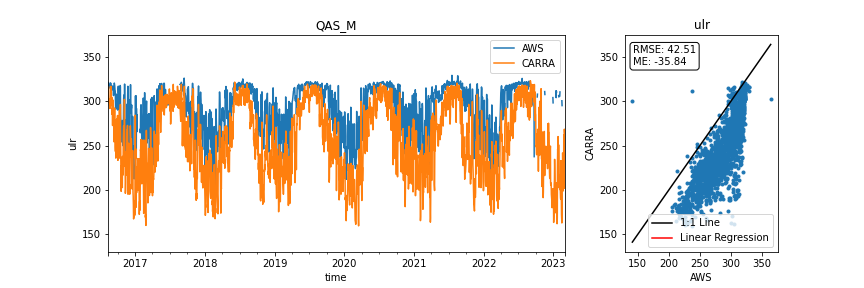 QAS_M
ulr
AWS
CARRA
RMSE: 42.51
ME: -35.84
350
300
250
200
150
ulr
2017
2018
2019
2020
2021
2022
2023
time
350
300
250
200
150
CARRA
1:1 Line
Linear Regression
150
200
250
300
350
AWS